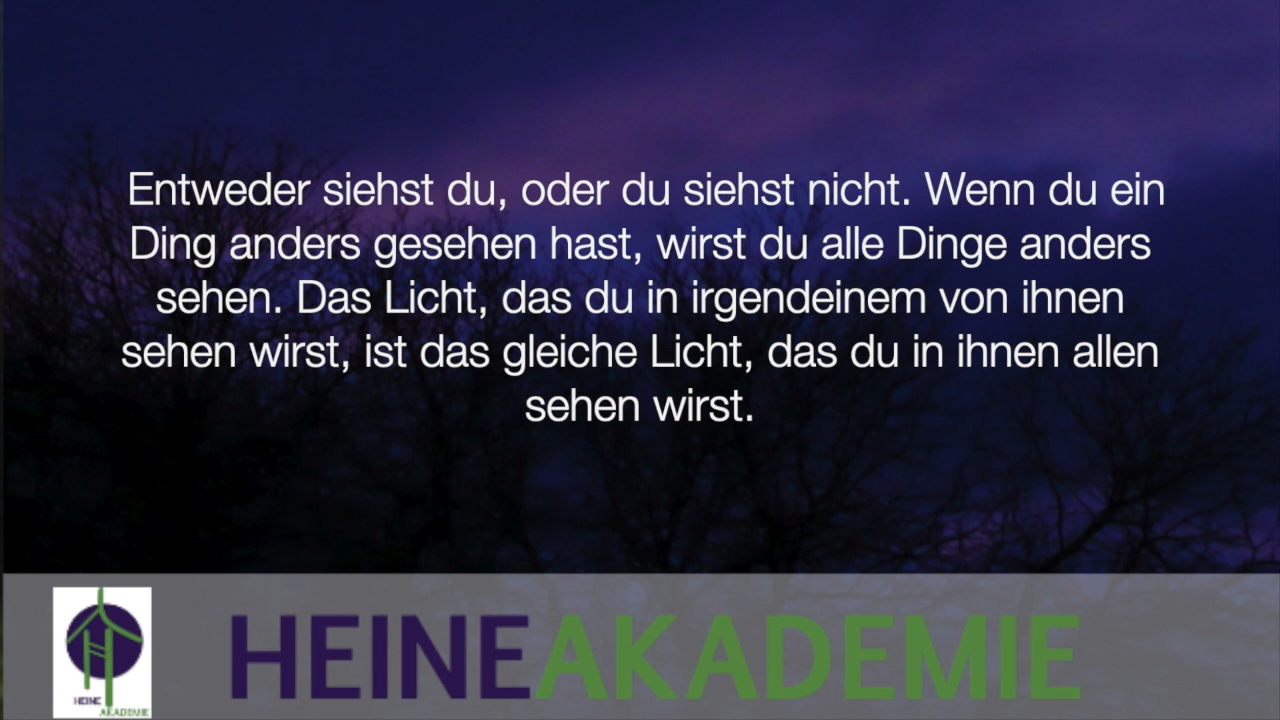 Entweder siehst du, oder du siehst nicht. Wenn du ein
Ding anders gesehen hast, wirst du alle Dinge anders
sehen. Das Licht, das du in irgendeinem von ihnen
sehen wirst, ist das gleiche Licht, das du in ihnen allen
sehen wirst.
HEINE
AKADEMIE
HEINEAKADEMIE